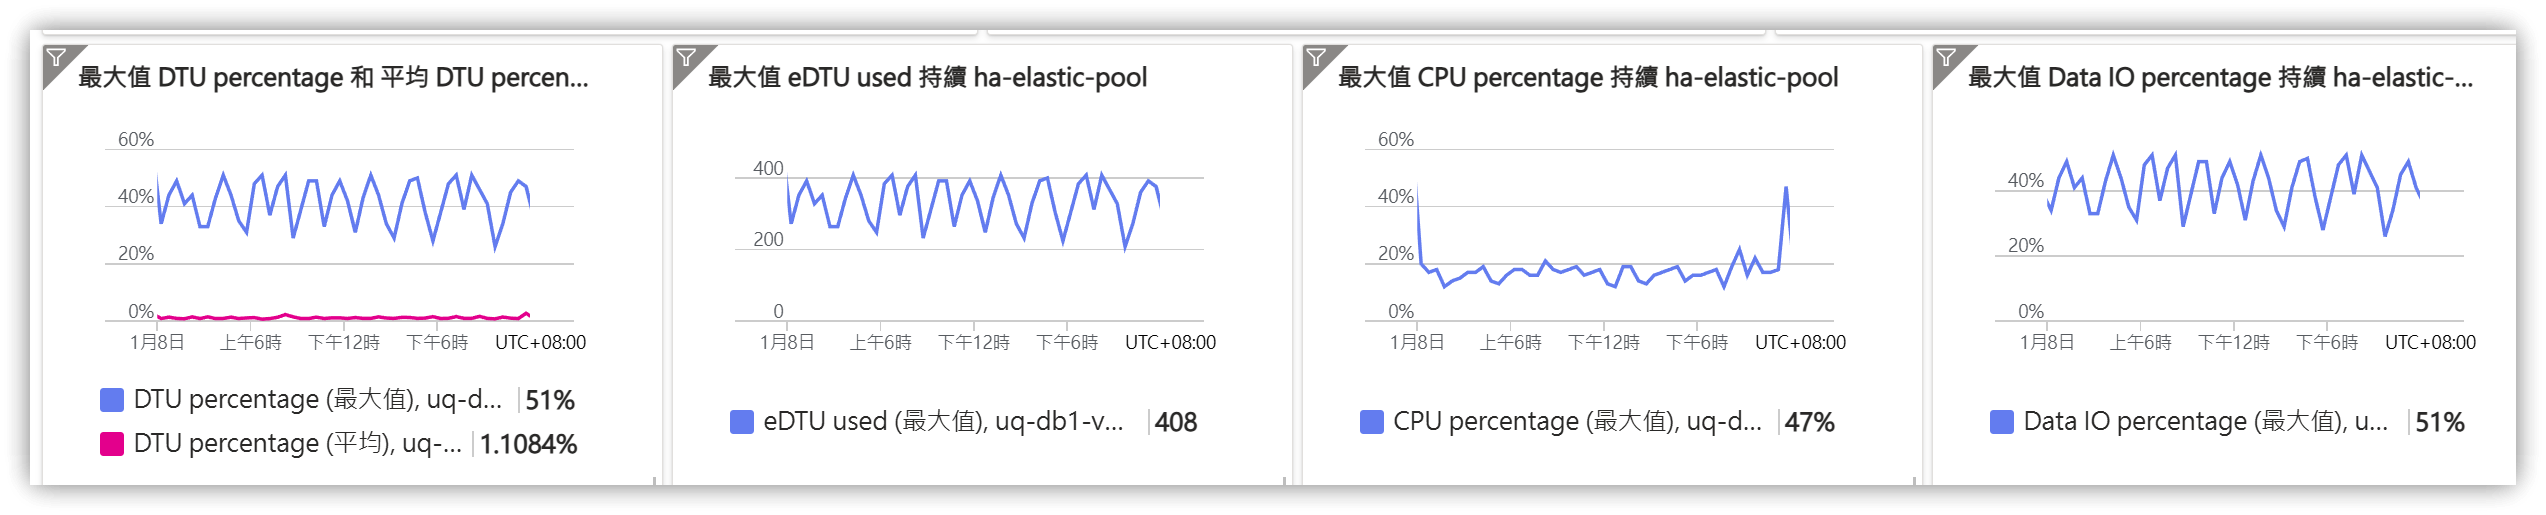 最大值 DTU percentage 和 平均 DTU percen...
60%
40%
20%
0%
1月8日 上午6時 下午12時 下午6時 UTC+08:00
DTU percentage (最大值), uq-d... 51%
DTU percentage (平均), uq-... 1.1084%
最大值 eDTU used 持續 ha-elastic-pool
400
200
0
1月8日 上午6時 下午12時 下午6時 UTC+08:00
eDTU used (最大值), uq-db1-v... 408
最大值 CPU percentage 持續 ha-elastic-pool
60%
40%
20%
0%
1月8日 上午6時 下午12時 下午6時 UTC+08:00
CPU percentage (最大值), uq-d... 47%
最大值 Data IO percentage 持續 ha-elastic-...
40%
20%
0%
1月8日 上午6時 下午12時 下午6時 UTC+08:00
Data IO percentage (最大值), u... 51%